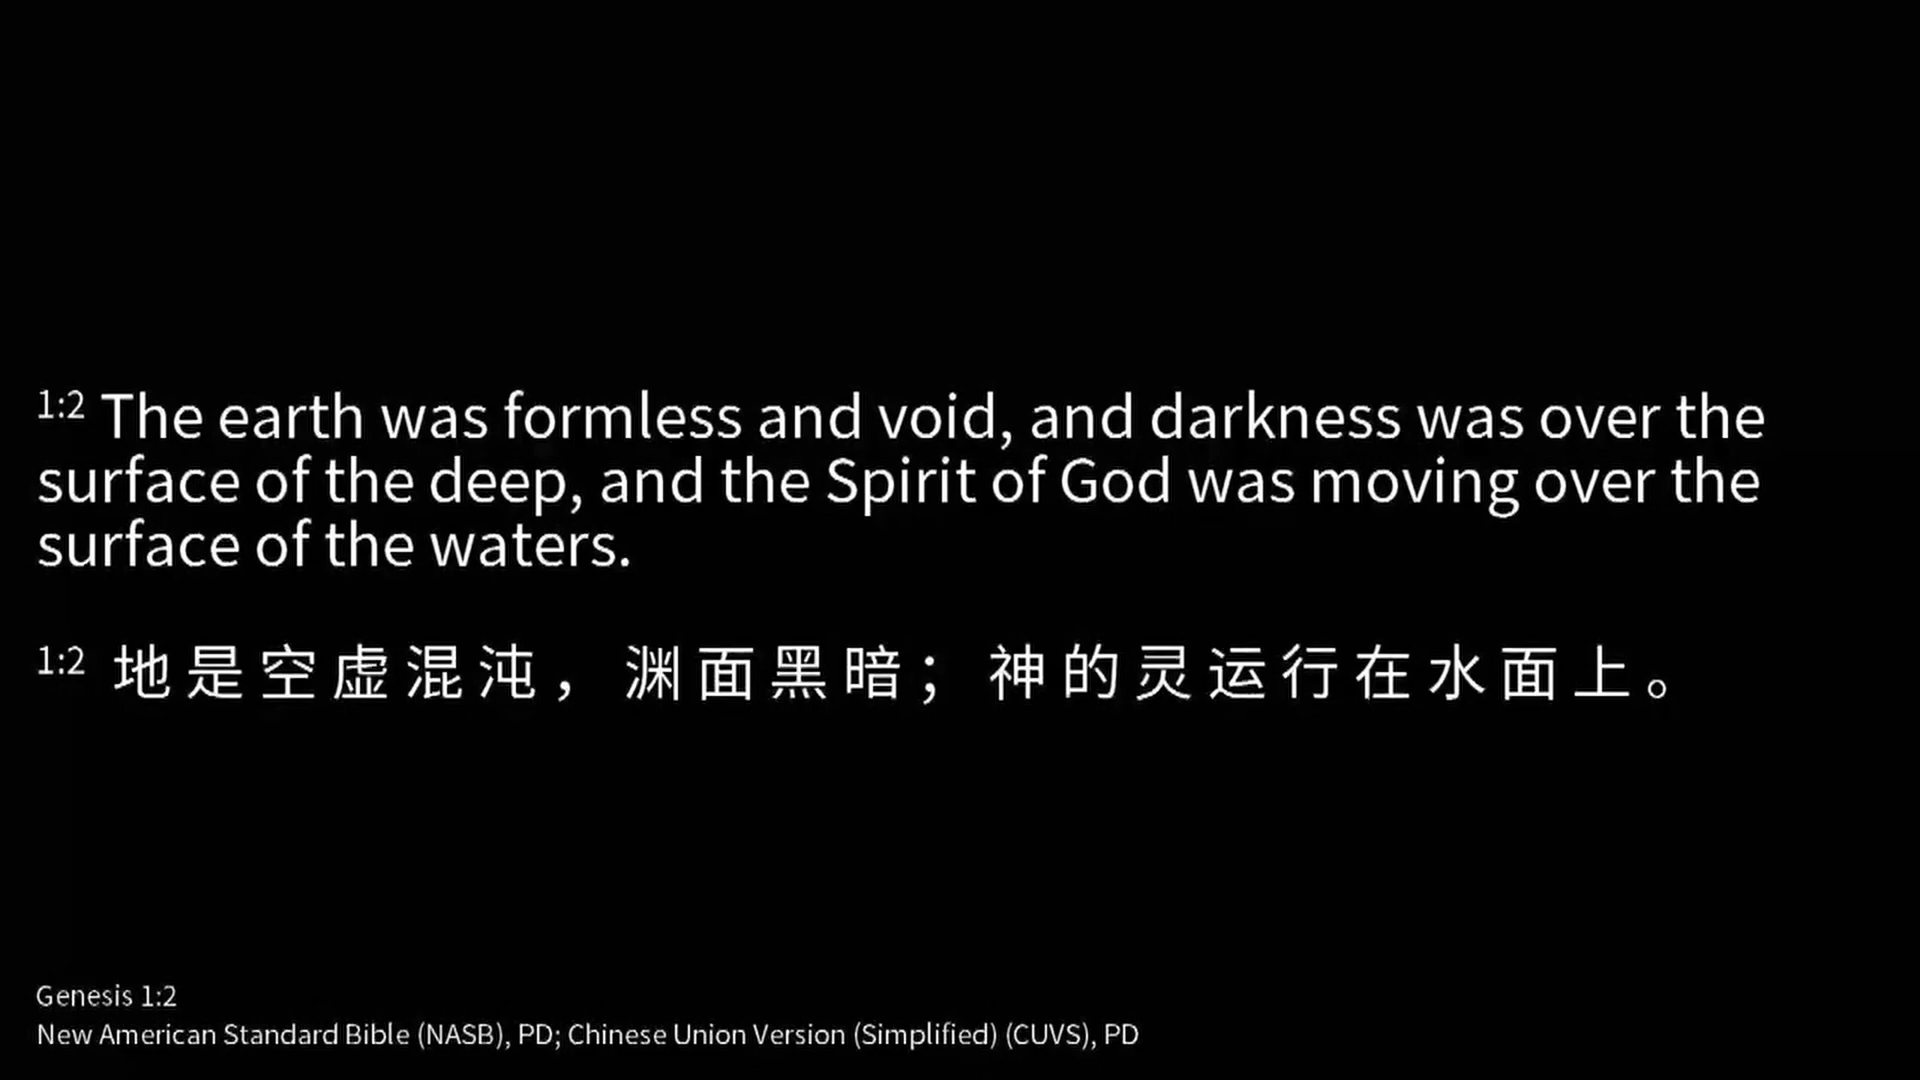 1:2 The earth was formless and void, and darkness was over the
surface of the deep, and the Spirit of God was moving over the
surface of the waters.
1:2 地 是 空 虚 混 沌 ， 渊 面 黑 暗 ； 神 的 灵 运 行 在 水 面 上 。
Genesis 1:2
New American Standard Bible (NASB), PD; Chinese Union Version (Simplified) (CUVS), PD